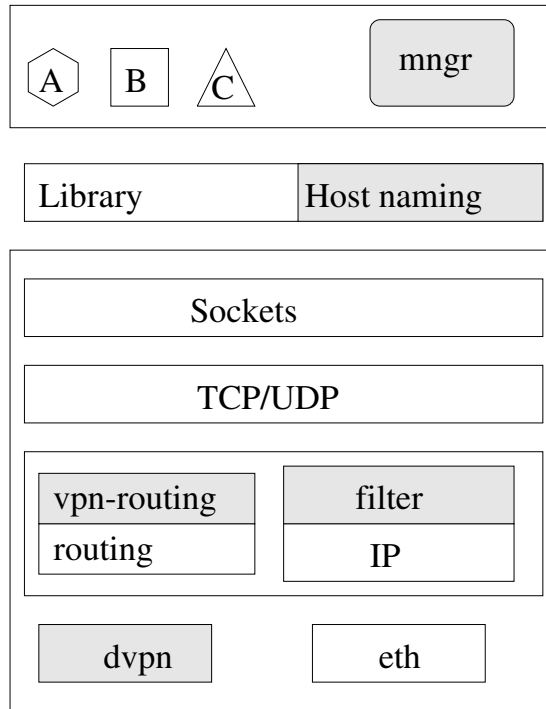 A B C mngr
Library Host naming
Sockets
TCP/UDP
vpn-routing filter
routing IP
dvpn eth